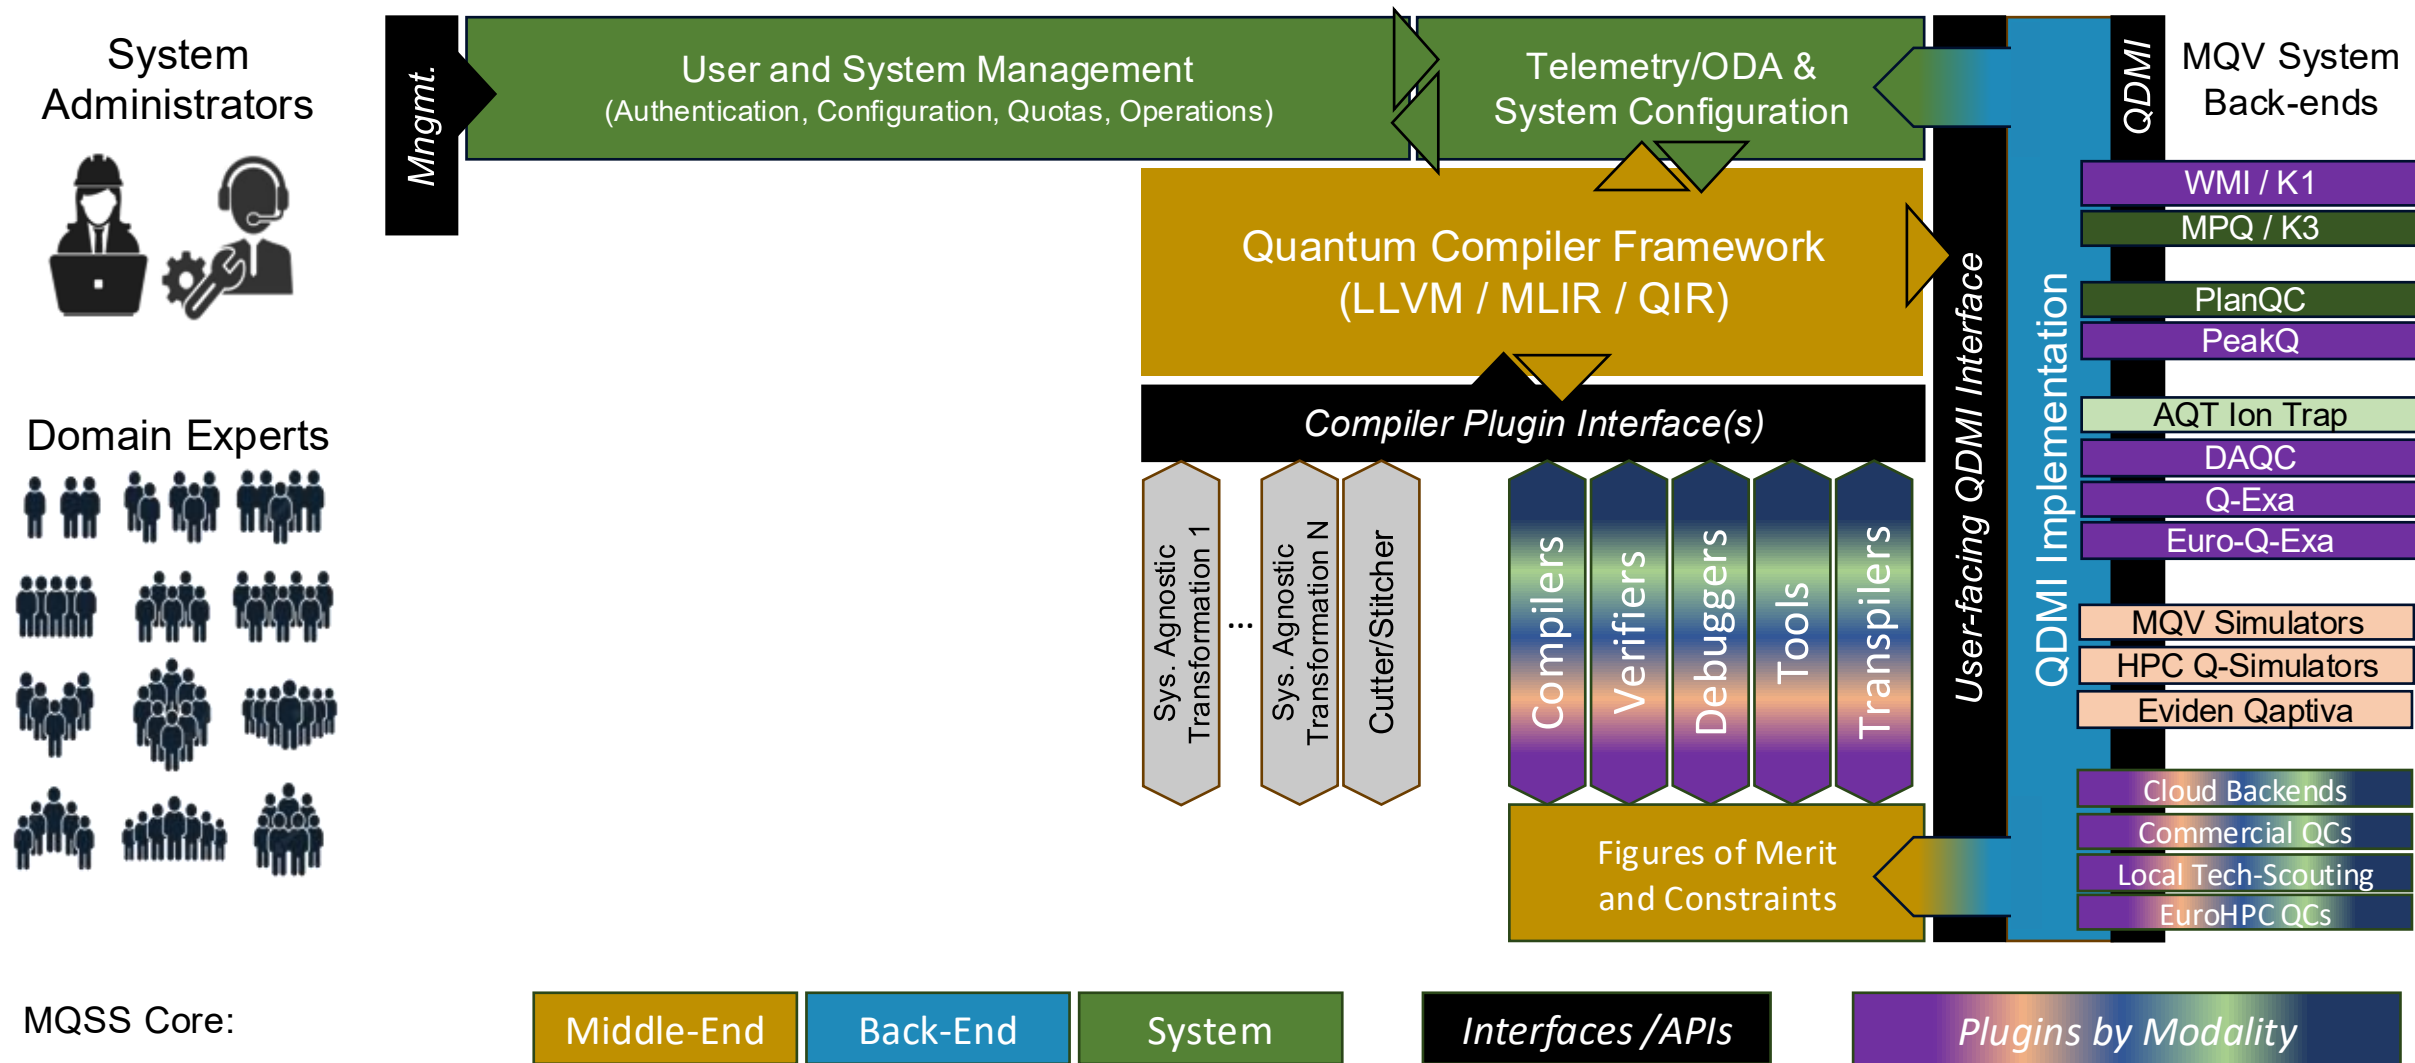 System
Administrators
Mngmt.
User and System Management
(Authentication, Configuration, Quotas, Operations)
Telemetry/ODA &
System Configuration
QDMI
MQV System
Back-ends
Quantum Compiler Framework
(LLVM / MLIR / QIR)
Compiler Plugin Interface(s)
Domain Experts
Sys. Agnostic
Transformation 1
...
Sys. Agnostic
Transformation N
Cutter/Stitcher
Compilers
Verifiers
Debuggers
Tools
Transpilers
Figures of Merit
and Constraints
User-facing QDMI Interface
QDMI Implementation
WMI / K1
MPQ / K3
PlanQC
PeakQ
AQT Ion Trap
DAQC
Q-Exa
Euro-Q-Exa
MQV Simulators
HPC Q-Simulators
Eviden Qaptiva
Cloud Backends
Commercial QCs
Local Tech-Scouting
EuroHPC QCs
MQSS Core:
Middle-End
Back-End
System
Interfaces /APIs
Plugins by Modality